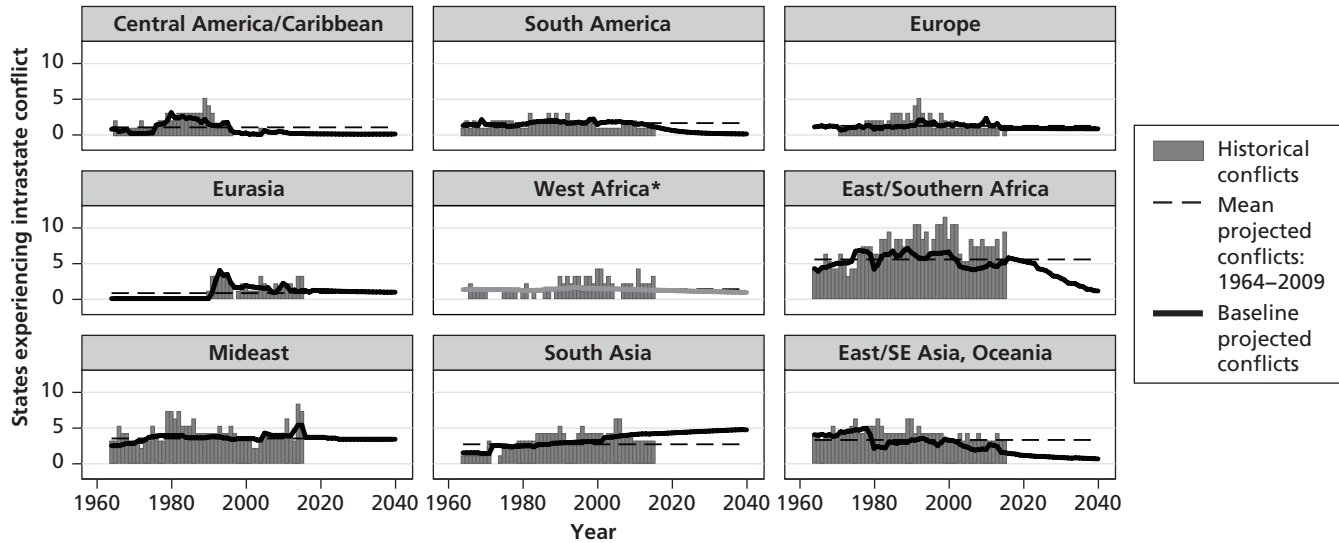 Central America/Caribbean
South America
Europe
10
5
0
Eurasia
West Africa*
East/Southern Africa
10
5
0
Mideast
South Asia
East/SE Asia, Oceania
10
5
0
1960 1980 2000 2020 2040
1960 1980 2000 2020 2040
1960 1980 2000 2020 2040
Year
States experiencing intrastate conflict
Historical
conflicts
Mean
projected
conflicts:
1964–2009
Baseline
projected
conflicts